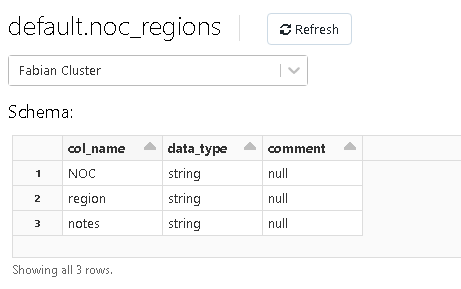 default.noc_regions
Refresh
Fabian Cluster
Schema:
col_name data_type comment
1 NOC string null
2 region string null
3 notes string null
Showing all 3 rows.